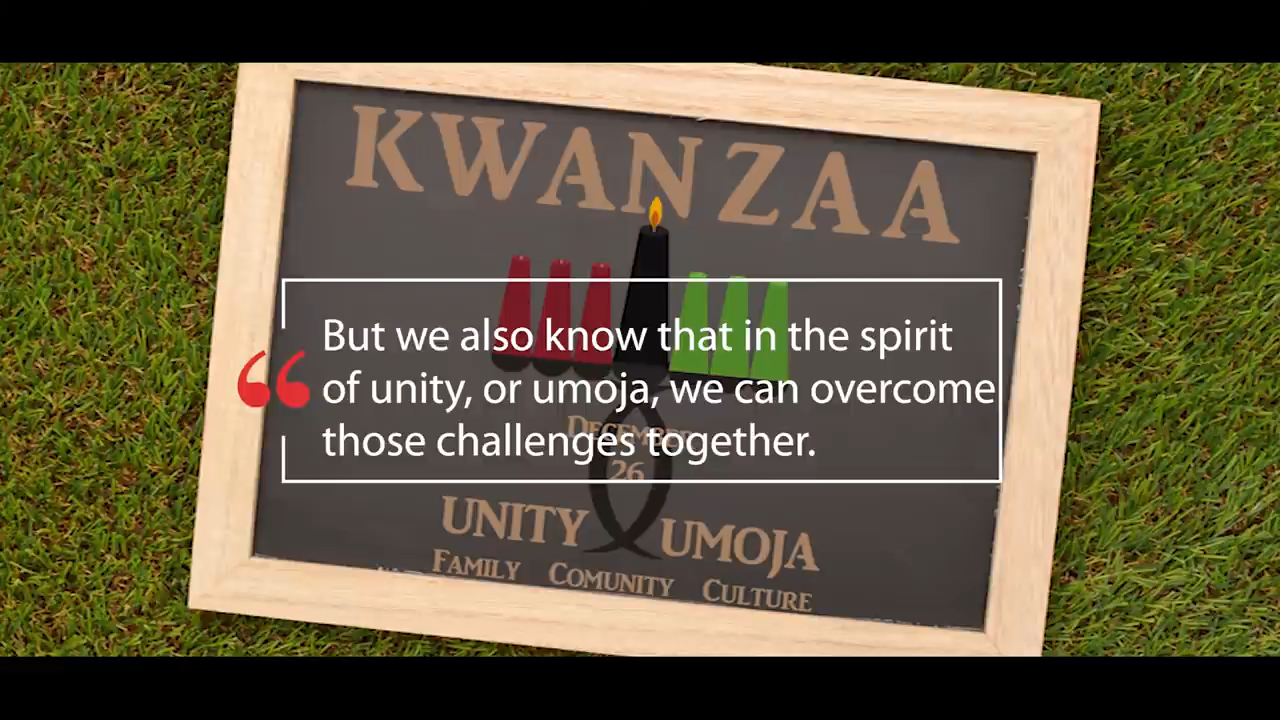 KWANZAA
But we also know that in the spirit
of unity, or umoja, we can overcome
those challenges together.
DECEMBER
26
UNITY UMOJA
FAMILY COMUNITY CULTURE